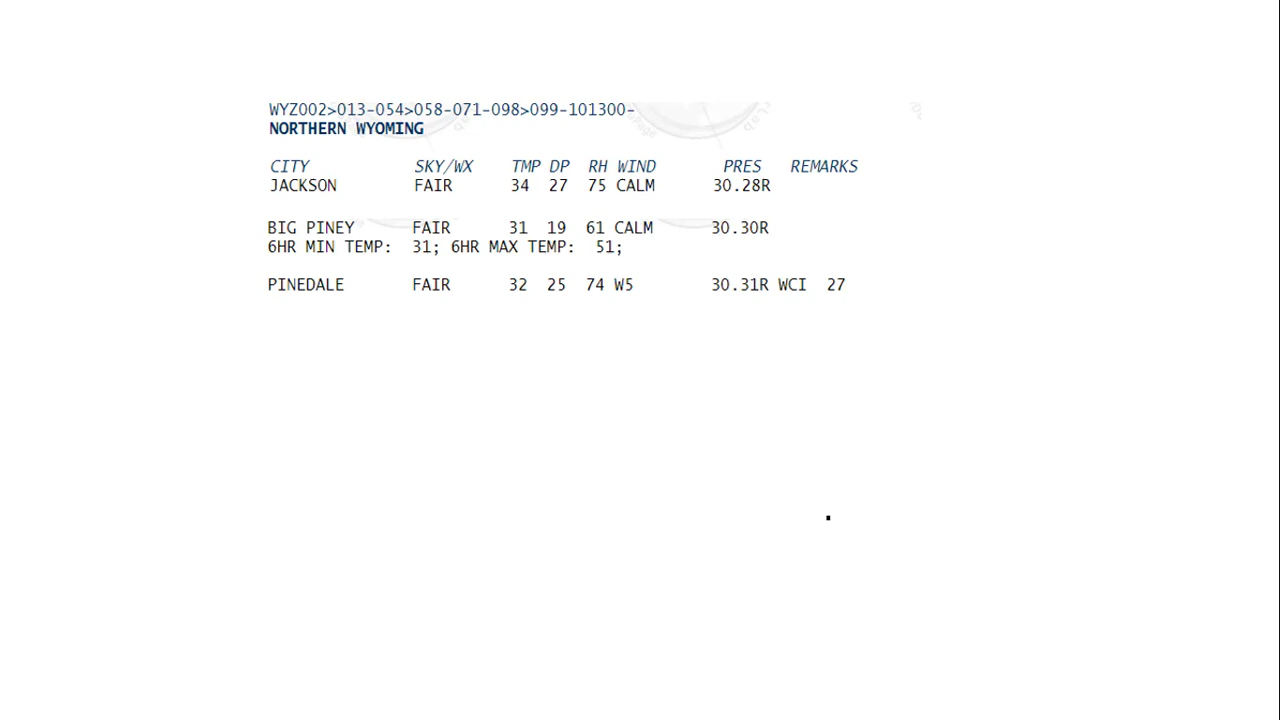 WYZ002>013-054>058-071-098>099-101300-
NORTHERN WYOMING
CITY SKY/WX TMP DP RH WIND PRES REMARKS
JACKSON FAIR 34 27 75 CALM 30.28R
BIG PINEY FAIR 31 19 61 CALM 30.30R
6HR MIN TEMP: 31; 6HR MAX TEMP: 51;
PINEDALE FAIR 32 25 74 W5 30.31R WCI 27